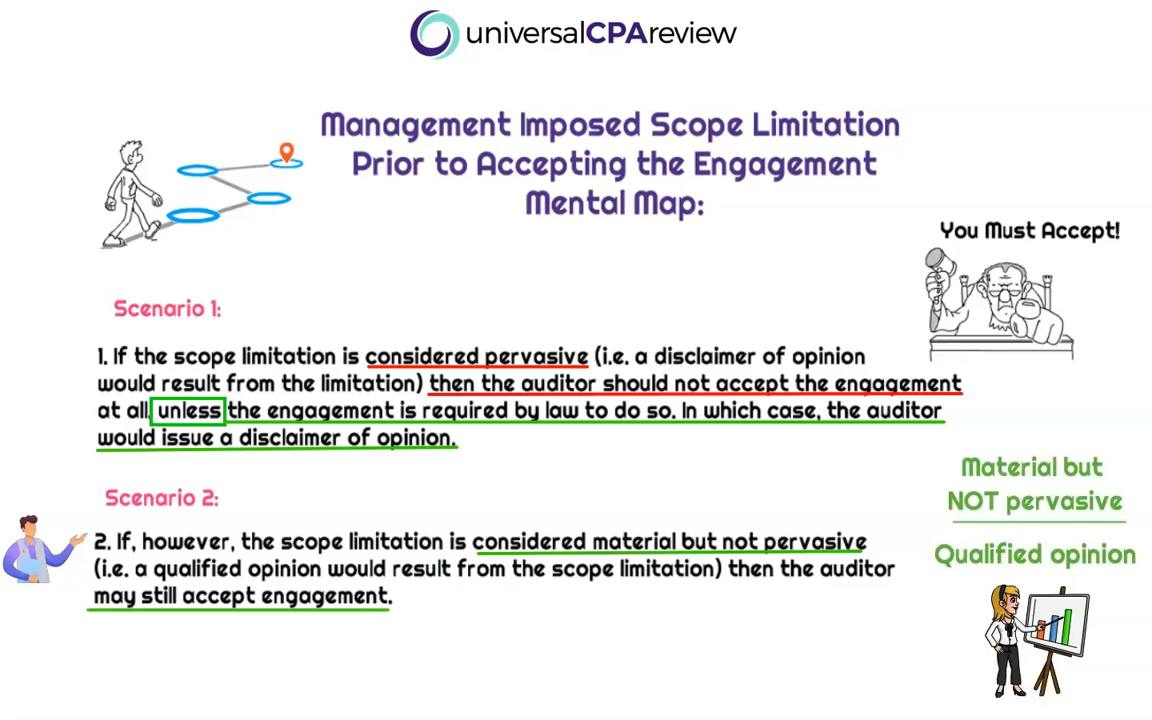 universalCPAreview
Management Imposed Scope Limitation
Prior to Accepting the Engagement
Mental Map:
You Must Accept!
Scenario 1:
1. If the scope limitation is considered pervasive (i.e. a disclaimer of opinion
would result from the limitation) then the auditor should not accept the engagement
at all, unless the engagement is required by law to do so. In which case, the auditor
would issue a disclaimer of opinion.
Material but
NOT pervasive
Scenario 2:
2. If, however, the scope limitation is considered material but not pervasive
(i.e. a qualified opinion would result from the scope limitation) then the auditor
may still accept engagement.
Qualified opinion